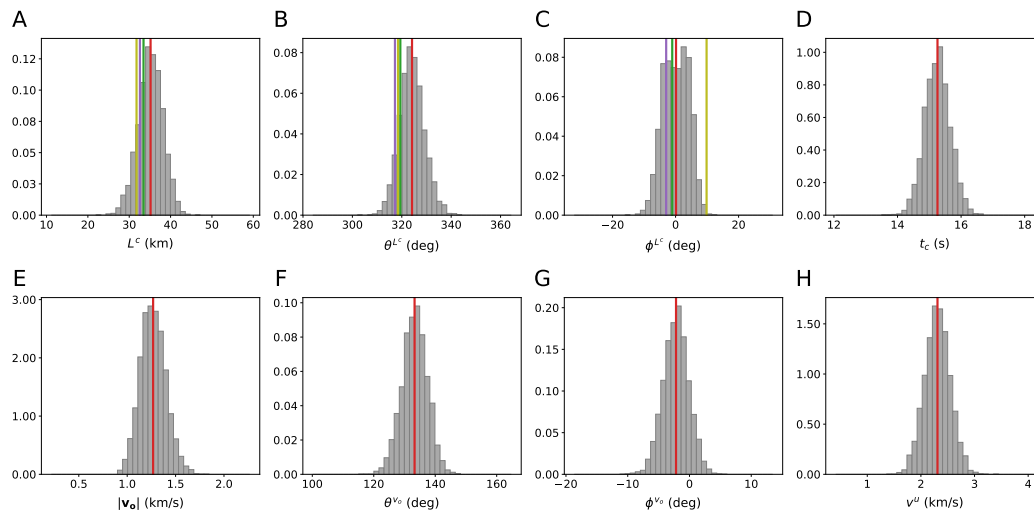 A
B
C
D
0.12
0.10
0.08
0.05
0.03
0.00
10 20 30 40 50 60
L^c (km)
0.08
0.06
0.04
0.02
0.00
280 300 320 340 360
θ^{L^c} (deg)
0.08
0.06
0.04
0.02
0.00
−20 0 20
ϕ^{L^c} (deg)
1.00
0.80
0.60
0.40
0.20
0.00
12 14 16 18
t_c (s)
E
F
G
H
3.00
2.00
1.00
0.00
0.5 1.0 1.5 2.0
|v_o| (km/s)
0.10
0.08
0.06
0.04
0.02
0.00
100 120 140 160
θ^{v_o} (deg)
0.20
0.15
0.10
0.05
0.00
−20 −10 0 10
ϕ^{v_o} (deg)
1.50
1.00
0.50
0.00
1 2 3 4
v^u (km/s)